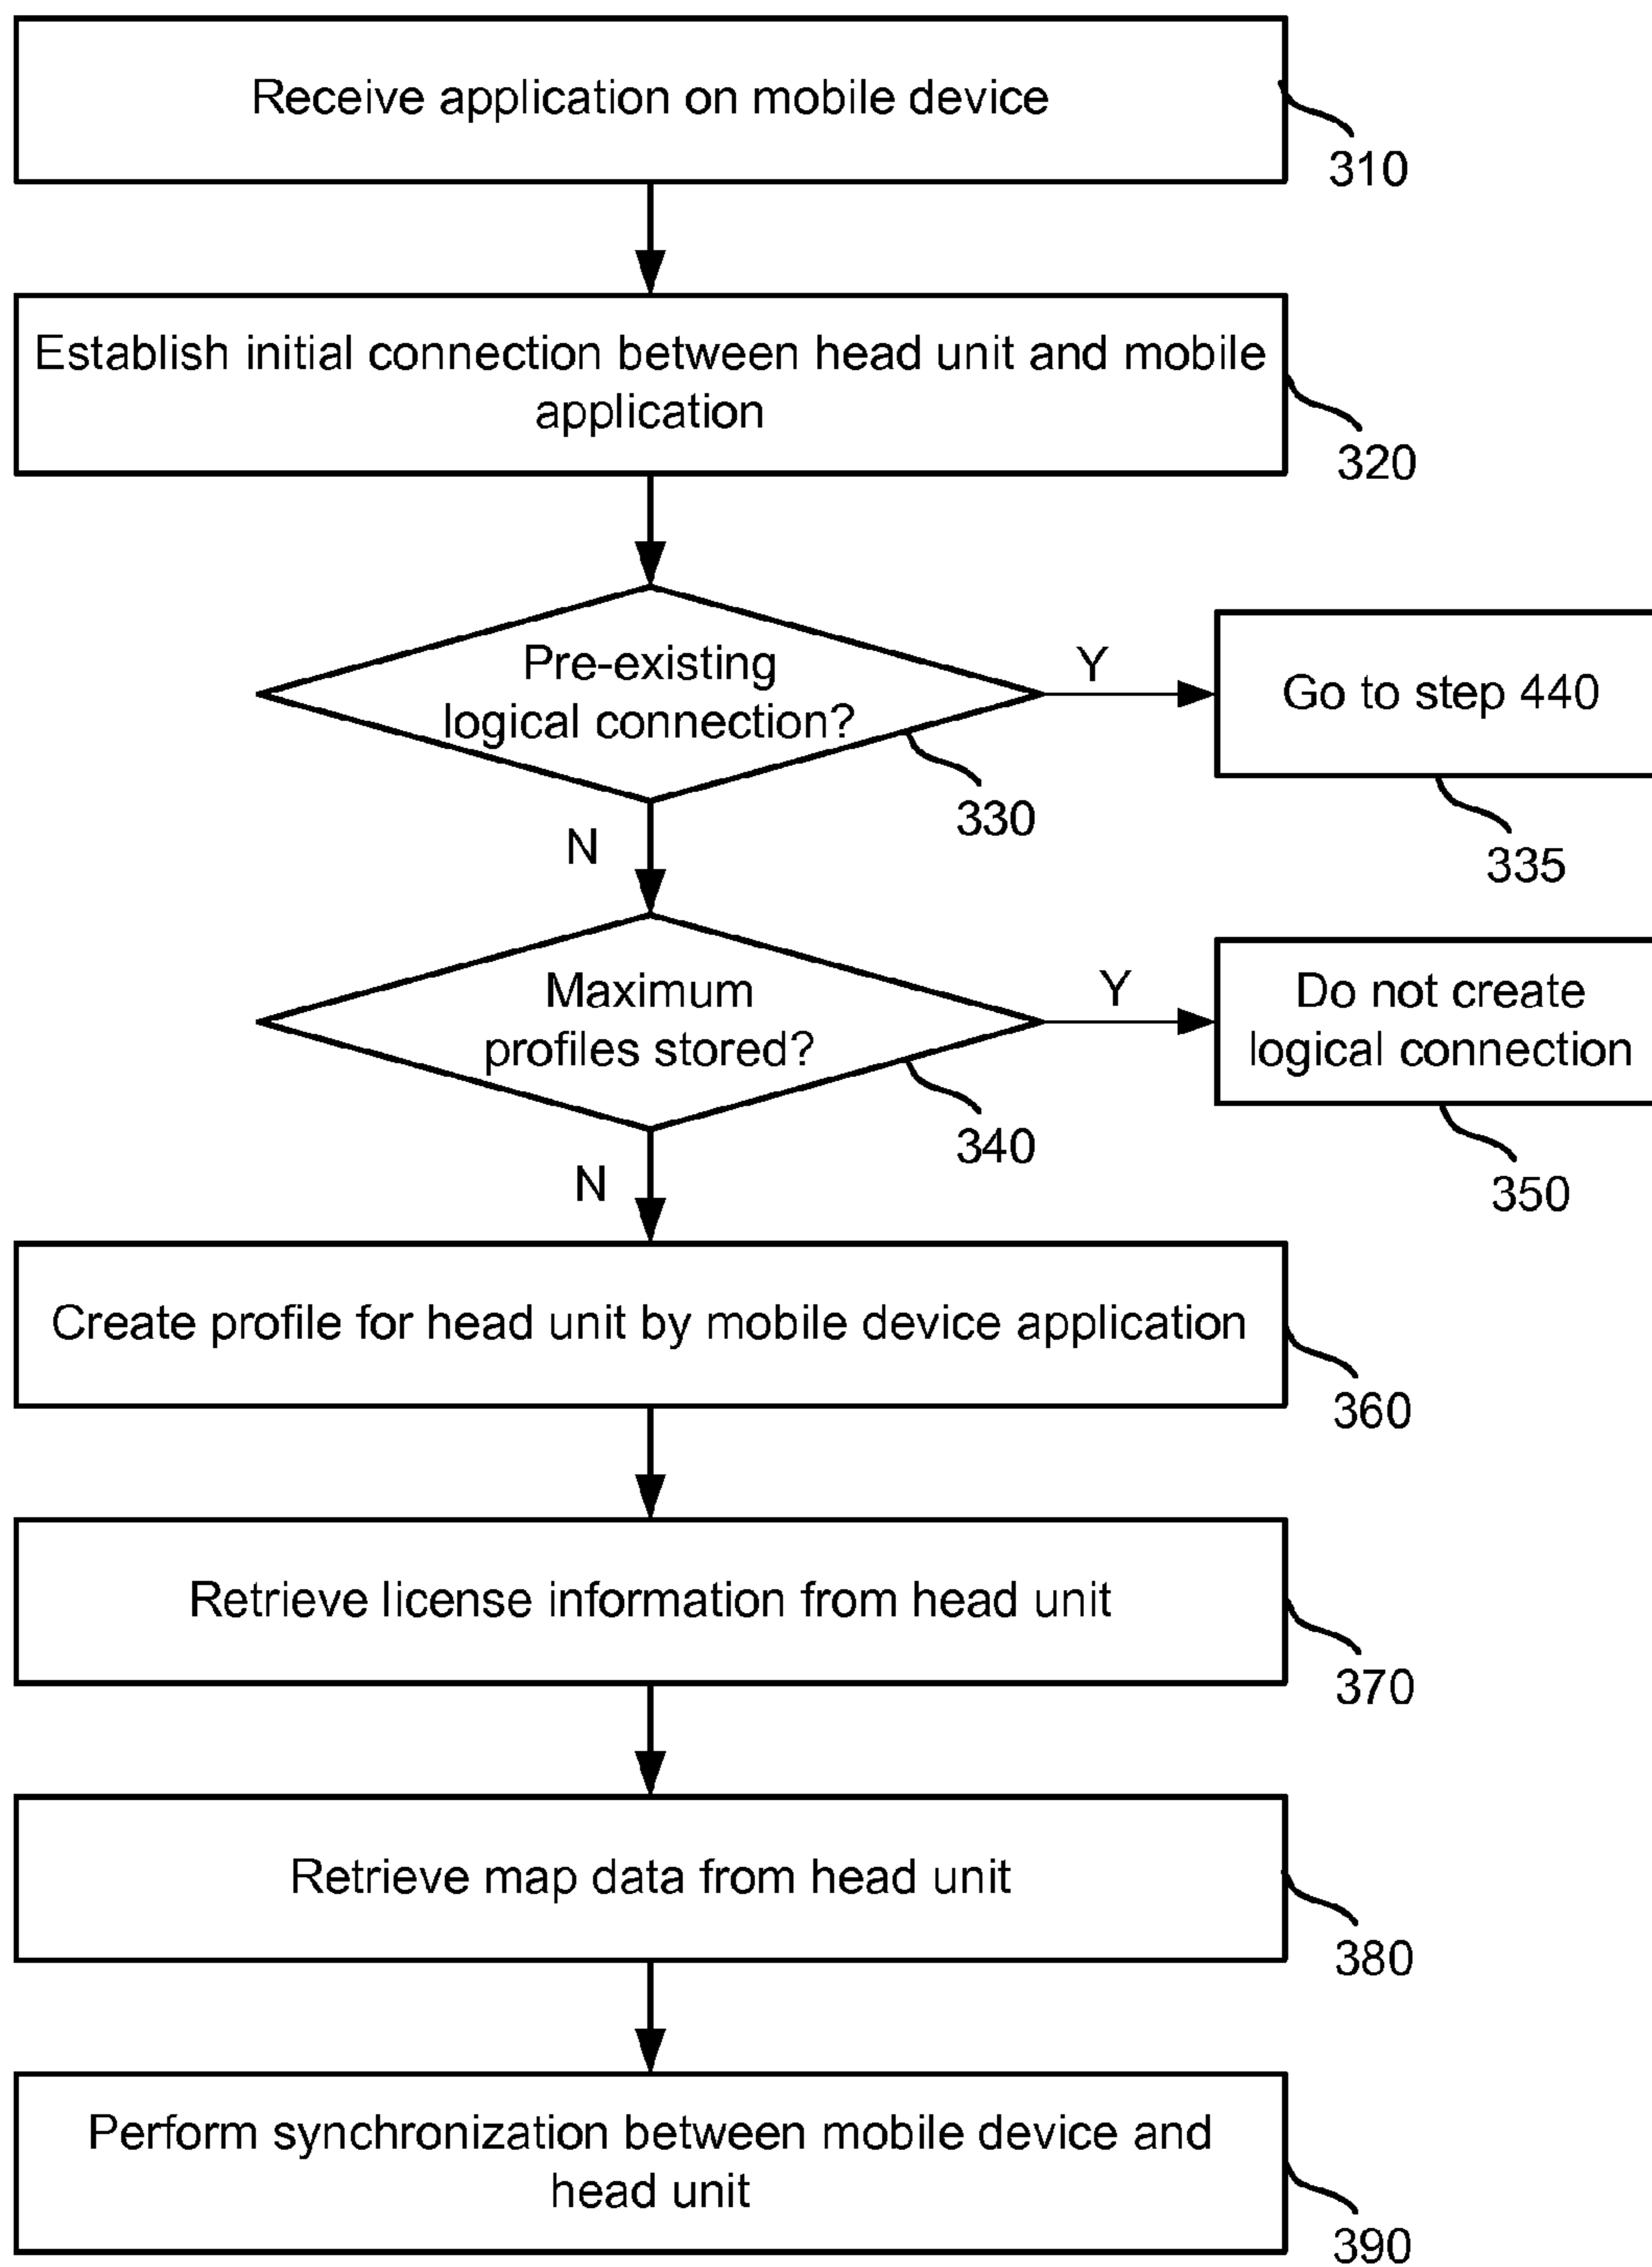 Receive application on mobile device
310
Establish initial connection between head unit and mobile
application
320
Pre-existing
logical connection?
330
Y
Go to step 440
335
N
Maximum
profiles stored?
340
Y
Do not create
logical connection
350
N
Create profile for head unit by mobile device application
360
Retrieve license information from head unit
370
Retrieve map data from head unit
380
Perform synchronization between mobile device and
head unit
390